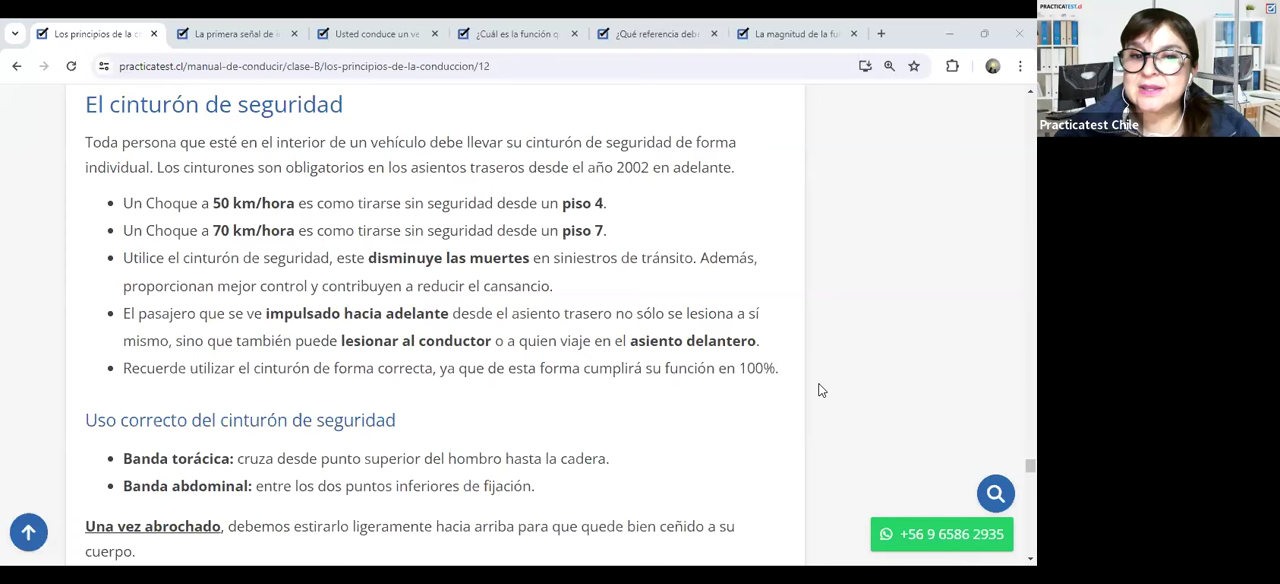 Los principios de la c
La primera señal de
Usted conduce un ve
¿Cuál es la función q
¿Qué referencia deb
La magnitud de la fu
practicatest.cl/manual-de-conducir/clase-B/los-principios-de-la-conduccion/12
PRACTICATEST.cl
Practicatest Chile
El cinturón de seguridad
Toda persona que esté en el interior de un vehículo debe llevar su cinturón de seguridad de forma
individual. Los cinturones son obligatorios en los asientos traseros desde el año 2002 en adelante.
Un Choque a 50 km/hora es como tirarse sin seguridad desde un piso 4.
Un Choque a 70 km/hora es como tirarse sin seguridad desde un piso 7.
Utilice el cinturón de seguridad, este disminuye las muertes en siniestros de tránsito. Además,
proporcionan mejor control y contribuyen a reducir el cansancio.
El pasajero que se ve impulsado hacia adelante desde el asiento trasero no sólo se lesiona a sí
mismo, sino que también puede lesionar al conductor o a quien viaje en el asiento delantero.
Recuerde utilizar el cinturón de forma correcta, ya que de esta forma cumplirá su función en 100%.
Uso correcto del cinturón de seguridad
Banda torácica: cruza desde punto superior del hombro hasta la cadera.
Banda abdominal: entre los dos puntos inferiores de fijación.
Una vez abrochado, debemos estirarlo ligeramente hacia arriba para que quede bien ceñido a su
cuerpo.
+56 9 6586 2935